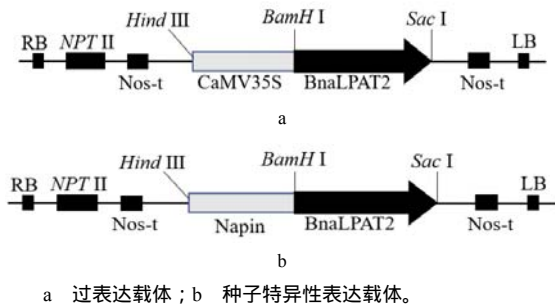 Hind III BamH I Sac I
RB NPT II LB
Nos-t CaMV35S BnaLPAT2 Nos-t
a
Hind III BamH I Sac I
RB NPT II LB
Nos-t Napin BnaLPAT2 Nos-t
b
a 过表达载体；b 种子特异性表达载体。